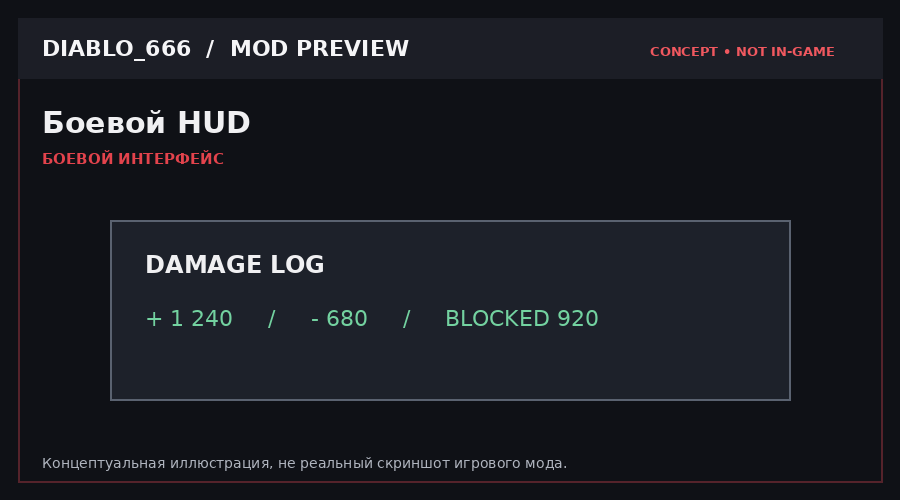 DIABLO_666 / MOD PREVIEW
CONCEPT • NOT IN-GAME
Боевой HUD
БОЕВОЙ ИНТЕРФЕЙС
DAMAGE LOG
+ 1 240 / - 680 / BLOCKED 920
Концептуальная иллюстрация, не реальный скриншот игрового мода.